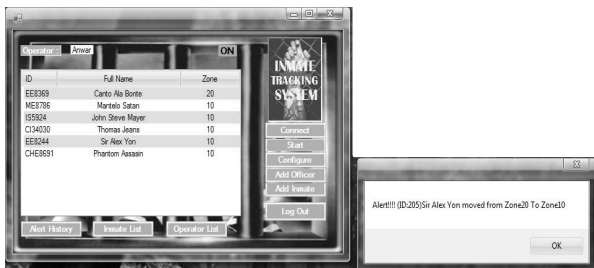 Operator : Anwar ON
ID Full Name Zone
EE8369 Canto Ala Bonte 20
ME8786 Mantelo Satan 10
IS5924 John Steve Mayer 10
CI34030 Thomas Jeans 10
EE8244 Sir Alex Yon 10
CHE8691 Phantom Assasin 10
INMATE
TRACKING
SYSTEM
Connect
Start
Configure
Add Officer
Add Inmate
Log Out
Alert History Inmate List Operator List
Alert!!!! (ID:205)Sir Alex Yon moved from Zone20 To Zone10
OK